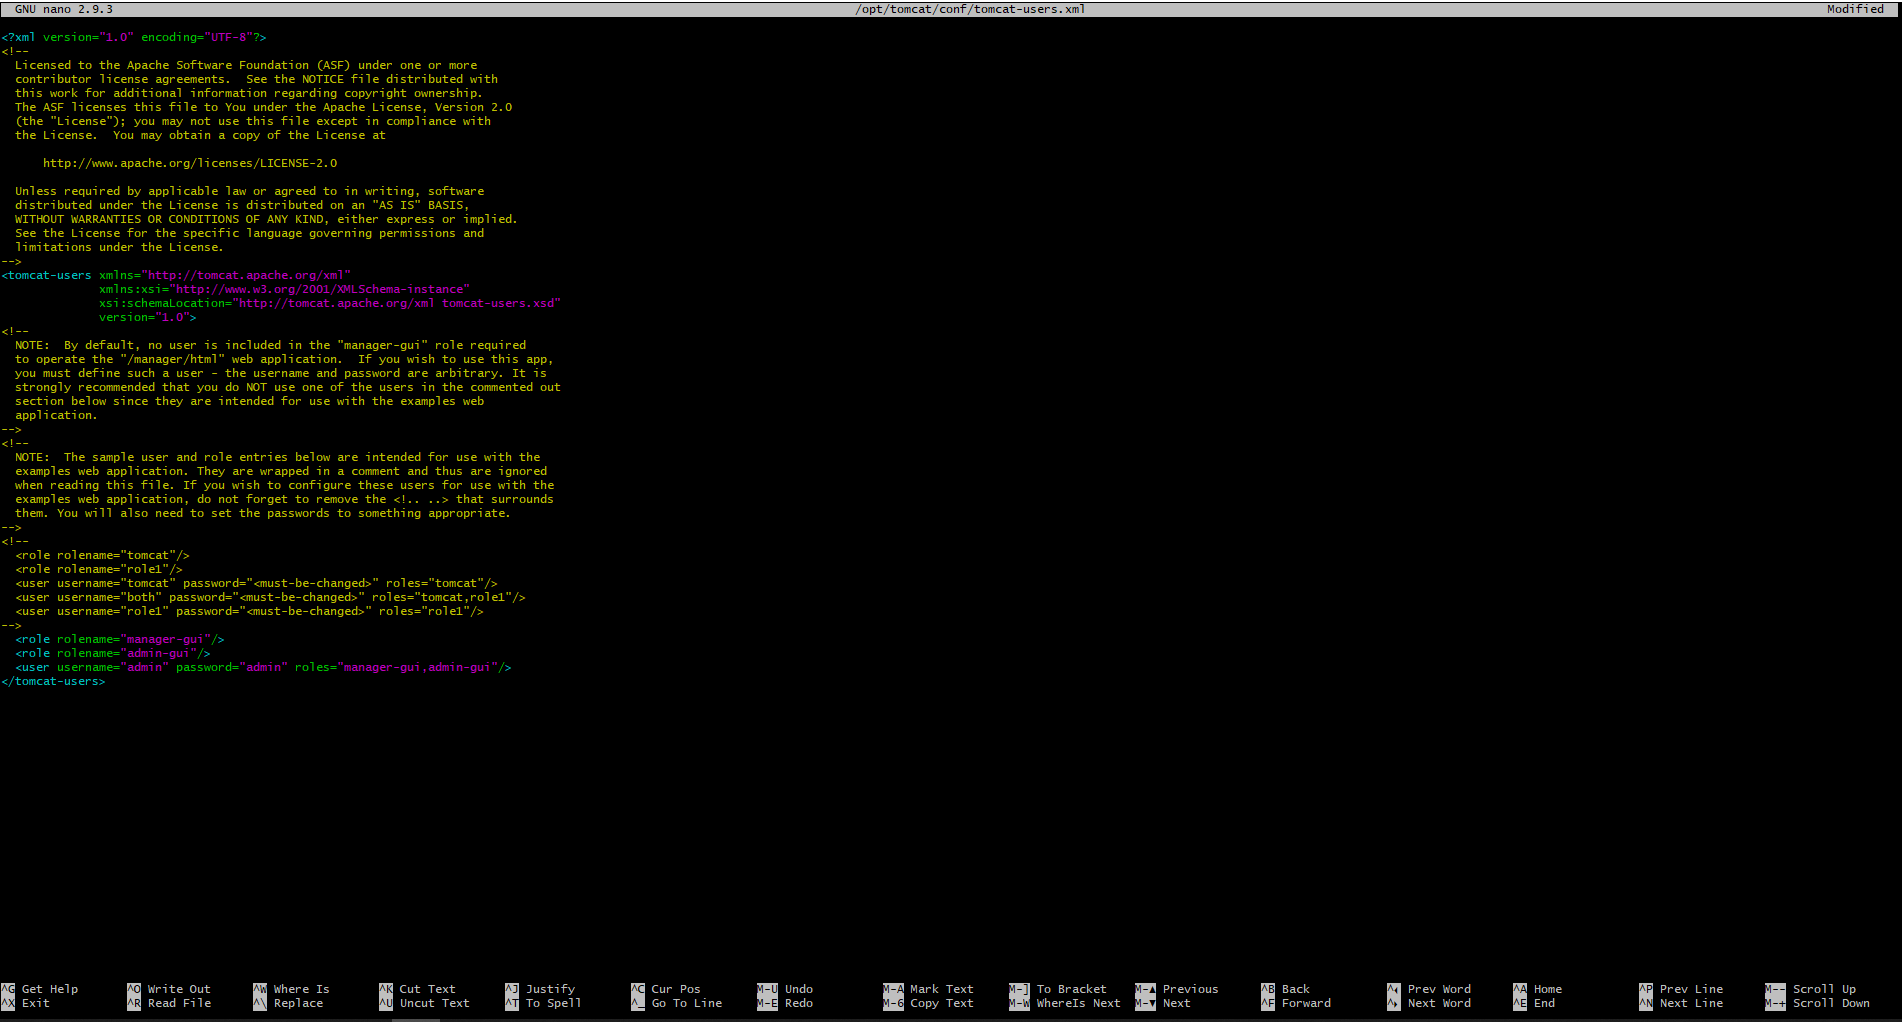 GNU nano 2.9.3 /opt/tomcat/conf/tomcat-users.xml Modified
<?xml version="1.0" encoding="UTF-8"?>
<!--
  Licensed to the Apache Software Foundation (ASF) under one or more
  contributor license agreements.  See the NOTICE file distributed with
  this work for additional information regarding copyright ownership.
  The ASF licenses this file to You under the Apache License, Version 2.0
  (the "License"); you may not use this file except in compliance with
  the License.  You may obtain a copy of the License at
      http://www.apache.org/licenses/LICENSE-2.0
  Unless required by applicable law or agreed to in writing, software
  distributed under the License is distributed on an "AS IS" BASIS,
  WITHOUT WARRANTIES OR CONDITIONS OF ANY KIND, either express or implied.
  See the License for the specific language governing permissions and
  limitations under the License.
-->
<tomcat-users xmlns="http://tomcat.apache.org/xml"
              xmlns:xsi="http://www.w3.org/2001/XMLSchema-instance"
              xsi:schemaLocation="http://tomcat.apache.org/xml tomcat-users.xsd"
              version="1.0">
<!--
  NOTE:  By default, no user is included in the "manager-gui" role required
  to operate the "/manager/html" web application.  If you wish to use this app,
  you must define such a user - the username and password are arbitrary. It is
  strongly recommended that you do NOT use one of the users in the commented out
  section below since they are intended for use with the examples web
  application.
-->
<!--
  NOTE:  The sample user and role entries below are intended for use with the
  examples web application. They are wrapped in a comment and thus are ignored
  when reading this file. If you wish to configure these users for use with the
  examples web application, do not forget to remove the <!.. ..> that surrounds
  them. You will also need to set the passwords to something appropriate.
-->
<!--
  <role rolename="tomcat"/>
  <role rolename="role1"/>
  <user username="tomcat" password="<must-be-changed>" roles="tomcat"/>
  <user username="both" password="<must-be-changed>" roles="tomcat,role1"/>
  <user username="role1" password="<must-be-changed>" roles="role1"/>
-->
  <role rolename="manager-gui"/>
  <role rolename="admin-gui"/>
  <user username="admin" password="admin" roles="manager-gui,admin-gui"/>
</tomcat-users>
^G Get Help ^O Write Out ^W Where Is ^K Cut Text ^J Justify ^C Cur Pos M-U Undo M-A Mark Text M-] To Bracket M-▲ Previous ^B Back ^◂ Prev Word ^A Home ^P Prev Line M-- Scroll Up
^X Exit ^R Read File ^\ Replace ^U Uncut Text ^T To Spell ^_ Go To Line M-E Redo M-6 Copy Text M-W WhereIs Next M-▼ Next ^F Forward ^▸ Next Word ^E End ^N Next Line M-+ Scroll Down